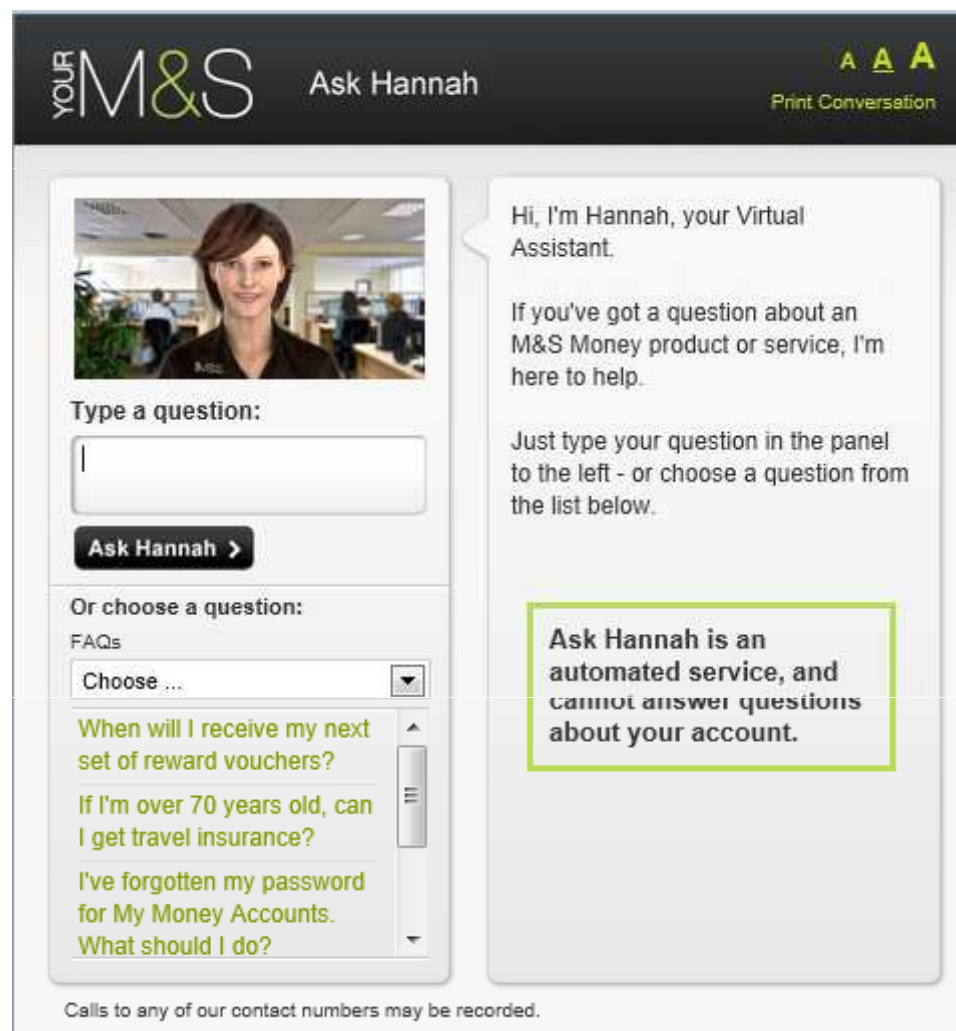 YOUR M&S
Ask Hannah
A A A
Print Conversation
M&S
Type a question:
Ask Hannah >
Or choose a question:
FAQs
Choose ...
When will I receive my next
set of reward vouchers?
If I'm over 70 years old, can
I get travel insurance?
I've forgotten my password
for My Money Accounts.
What should I do?
Hi, I'm Hannah, your Virtual
Assistant.
If you've got a question about an
M&S Money product or service, I'm
here to help.
Just type your question in the panel
to the left - or choose a question from
the list below.
Ask Hannah is an
automated service, and
cannot answer questions
about your account.
Calls to any of our contact numbers may be recorded.